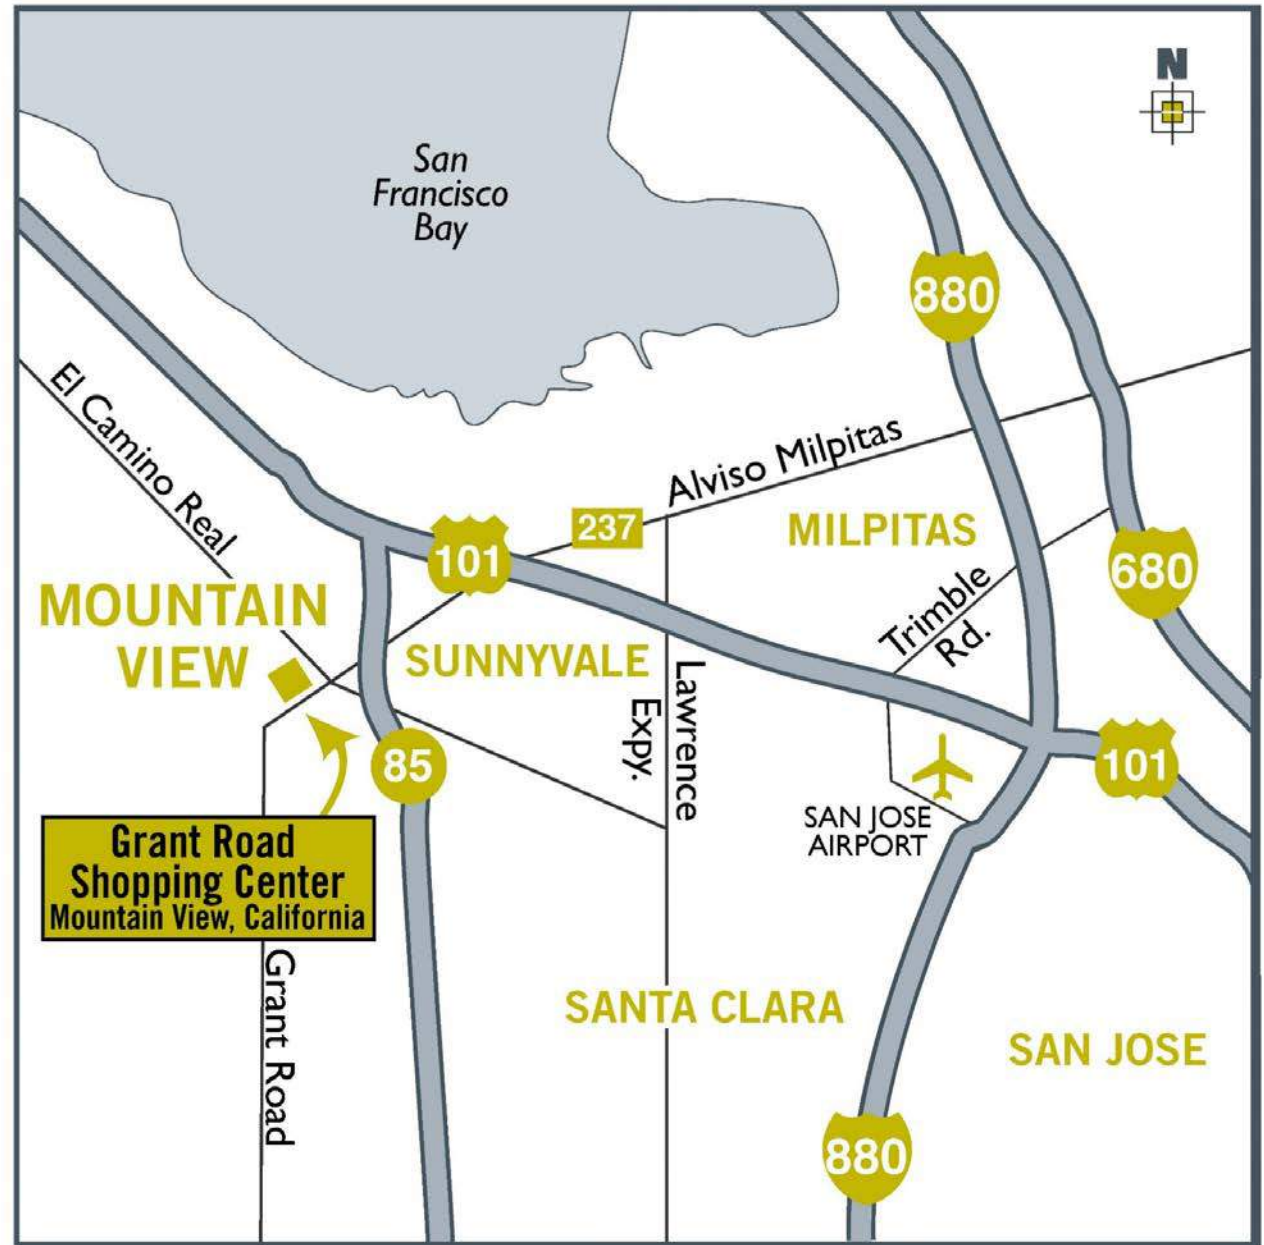 N
San
Francisco
Bay
880
El Camino Real
Alviso Milpitas
237
MILPITAS
101
680
MOUNTAIN
VIEW
SUNNYVALE
Trimble
Rd.
Lawrence
Expy.
85
101
SAN JOSE
AIRPORT
Grant Road
Shopping Center
Mountain View, California
Grant Road
SANTA CLARA
SAN JOSE
880